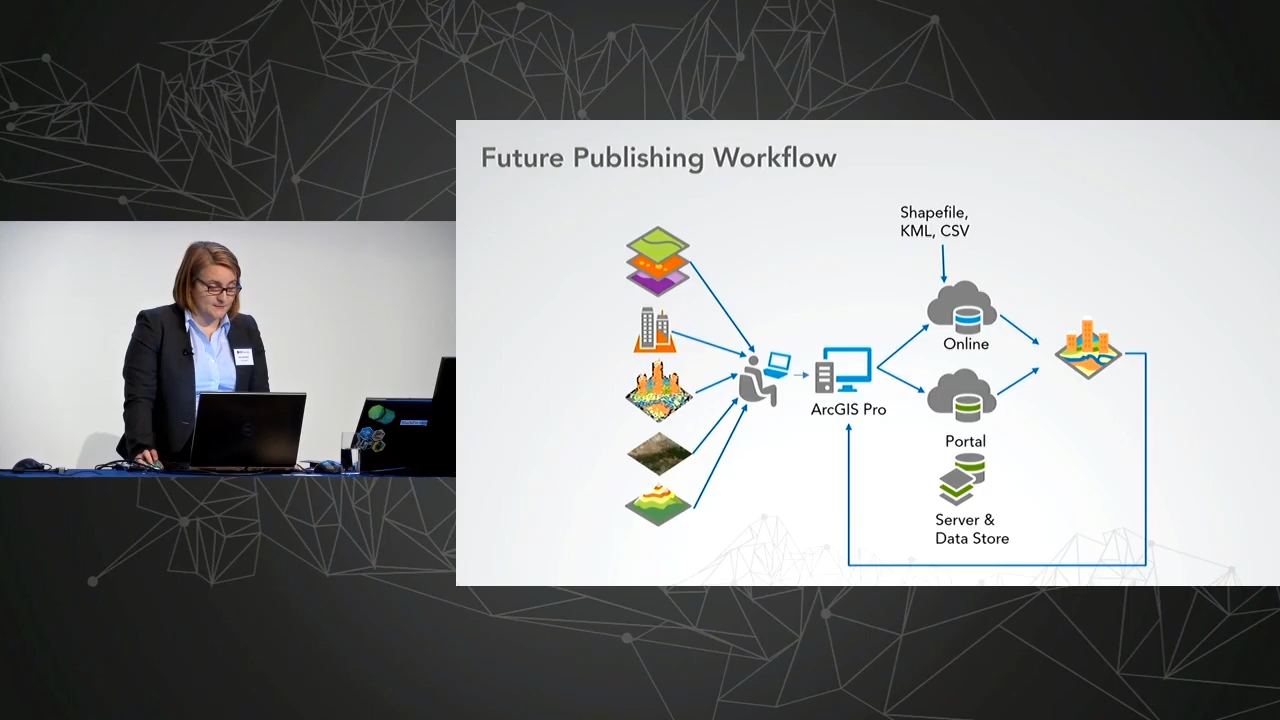 Future Publishing Workflow
Shapefile,
KML, CSV
Online
ArcGIS Pro
Portal
Server &
Data Store